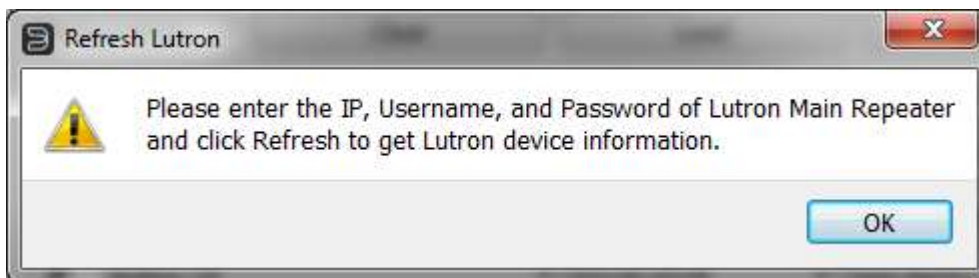 Refresh Lutron
Please enter the IP, Username, and Password of Lutron Main Repeater
and click Refresh to get Lutron device information.
OK